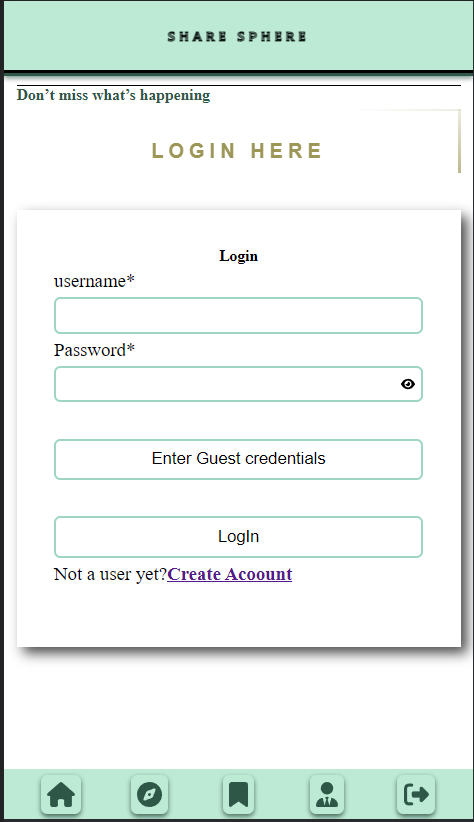 SHARE SPHERE
Don’t miss what’s happening
LOGIN HERE
Login
username*
Password*
Enter Guest credentials
LogIn
Not a user yet?Create Acoount